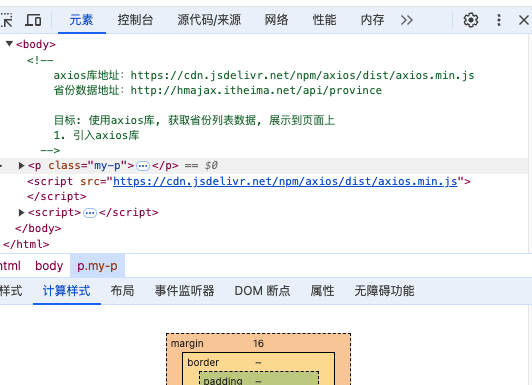 元素 控制台 源代码/来源 网络 性能 内存
<body>
<!--
axios库地址：https://cdn.jsdelivr.net/npm/axios/dist/axios.min.js
省份数据地址：http://hmajax.itheima.net/api/province
目标: 使用axios库, 获取省份列表数据, 展示到页面上
1. 引入axios库
-->
<p class="my-p"> ⋯ </p> == $0
<script src="https://cdn.jsdelivr.net/npm/axios/dist/axios.min.js">
</script>
<script> ⋯ </script>
</body>
</html>
html body p.my-p
样式 计算样式 布局 事件监听器 DOM 断点 属性 无障碍功能
margin 16
border –
padding –